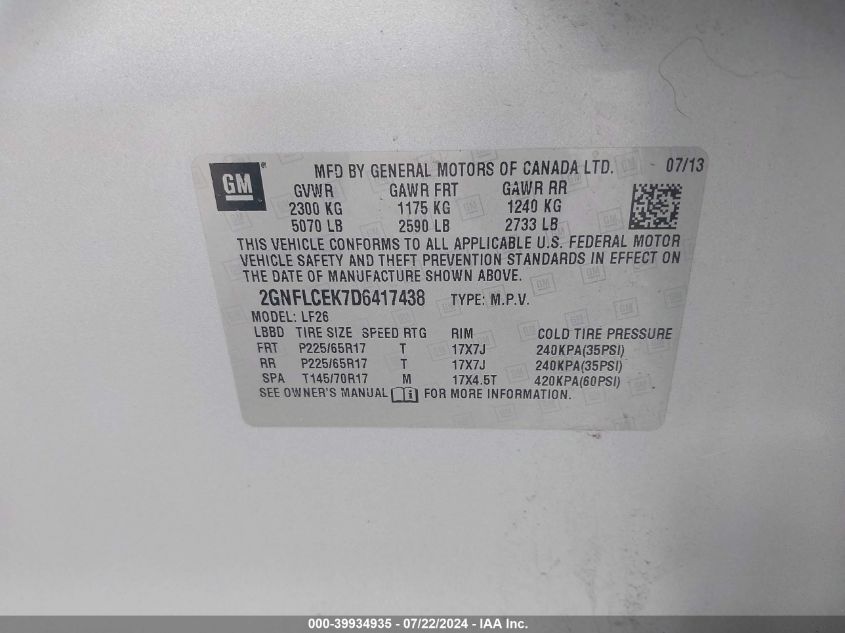 GM
MFD BY GENERAL MOTORS OF CANADA LTD. 07/13
GVWR GAWR FRT GAWR RR
2300 KG 1175 KG 1240 KG
5070 LB 2590 LB 2733 LB
THIS VEHICLE CONFORMS TO ALL APPLICABLE U.S. FEDERAL MOTOR
VEHICLE SAFETY AND THEFT PREVENTION STANDARDS IN EFFECT ON
THE DATE OF MANUFACTURE SHOWN ABOVE.
2GNFLCEK7D6417438 TYPE: M.P.V.
MODEL: LF26
LBBD TIRE SIZE SPEED RTG RIM COLD TIRE PRESSURE
FRT P225/65R17 T 17X7J 240KPA(35PSI)
RR P225/65R17 T 17X7J 240KPA(35PSI)
SPA T145/70R17 M 17X4.5T 420KPA(60PSI)
SEE OWNER'S MANUAL FOR MORE INFORMATION.
000-39934935 - 07/22/2024 - IAA Inc.